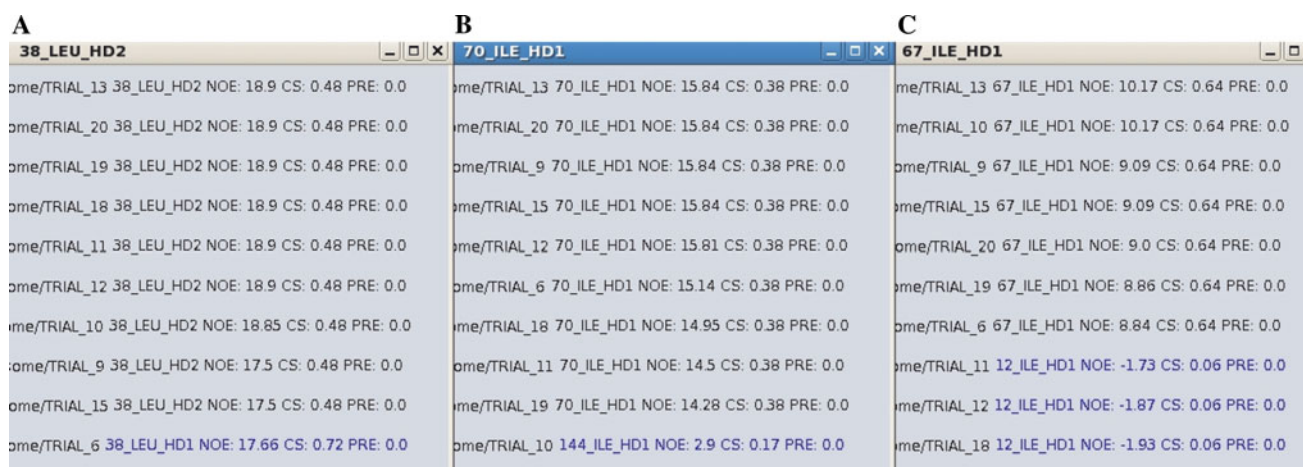 A
38_LEU_HD2
ome/TRIAL_13 38_LEU_HD2 NOE: 18.9 CS: 0.48 PRE: 0.0
ome/TRIAL_20 38_LEU_HD2 NOE: 18.9 CS: 0.48 PRE: 0.0
ome/TRIAL_19 38_LEU_HD2 NOE: 18.9 CS: 0.48 PRE: 0.0
ome/TRIAL_18 38_LEU_HD2 NOE: 18.9 CS: 0.48 PRE: 0.0
ome/TRIAL_11 38_LEU_HD2 NOE: 18.9 CS: 0.48 PRE: 0.0
ome/TRIAL_12 38_LEU_HD2 NOE: 18.9 CS: 0.48 PRE: 0.0
ome/TRIAL_10 38_LEU_HD2 NOE: 18.85 CS: 0.48 PRE: 0.0
ome/TRIAL_9 38_LEU_HD2 NOE: 17.5 CS: 0.48 PRE: 0.0
ome/TRIAL_15 38_LEU_HD2 NOE: 17.5 CS: 0.48 PRE: 0.0
ome/TRIAL_6 38_LEU_HD1 NOE: 17.66 CS: 0.72 PRE: 0.0
B
70_ILE_HD1
ome/TRIAL_13 70_ILE_HD1 NOE: 15.84 CS: 0.38 PRE: 0.0
ome/TRIAL_20 70_ILE_HD1 NOE: 15.84 CS: 0.38 PRE: 0.0
ome/TRIAL_9 70_ILE_HD1 NOE: 15.84 CS: 0.38 PRE: 0.0
ome/TRIAL_15 70_ILE_HD1 NOE: 15.84 CS: 0.38 PRE: 0.0
ome/TRIAL_12 70_ILE_HD1 NOE: 15.81 CS: 0.38 PRE: 0.0
ome/TRIAL_6 70_ILE_HD1 NOE: 15.14 CS: 0.38 PRE: 0.0
ome/TRIAL_18 70_ILE_HD1 NOE: 14.95 CS: 0.38 PRE: 0.0
ome/TRIAL_11 70_ILE_HD1 NOE: 14.5 CS: 0.38 PRE: 0.0
ome/TRIAL_19 70_ILE_HD1 NOE: 14.28 CS: 0.38 PRE: 0.0
ome/TRIAL_10 144_ILE_HD1 NOE: 2.9 CS: 0.17 PRE: 0.0
C
67_ILE_HD1
me/TRIAL_13 67_ILE_HD1 NOE: 10.17 CS: 0.64 PRE: 0.0
me/TRIAL_10 67_ILE_HD1 NOE: 10.17 CS: 0.64 PRE: 0.0
ome/TRIAL_9 67_ILE_HD1 NOE: 9.09 CS: 0.64 PRE: 0.0
ome/TRIAL_15 67_ILE_HD1 NOE: 9.09 CS: 0.64 PRE: 0.0
ome/TRIAL_20 67_ILE_HD1 NOE: 9.0 CS: 0.64 PRE: 0.0
ome/TRIAL_19 67_ILE_HD1 NOE: 8.86 CS: 0.64 PRE: 0.0
ome/TRIAL_6 67_ILE_HD1 NOE: 8.84 CS: 0.64 PRE: 0.0
ome/TRIAL_11 12_ILE_HD1 NOE: -1.73 CS: 0.06 PRE: 0.0
ome/TRIAL_12 12_ILE_HD1 NOE: -1.87 CS: 0.06 PRE: 0.0
ome/TRIAL_18 12_ILE_HD1 NOE: -1.93 CS: 0.06 PRE: 0.0